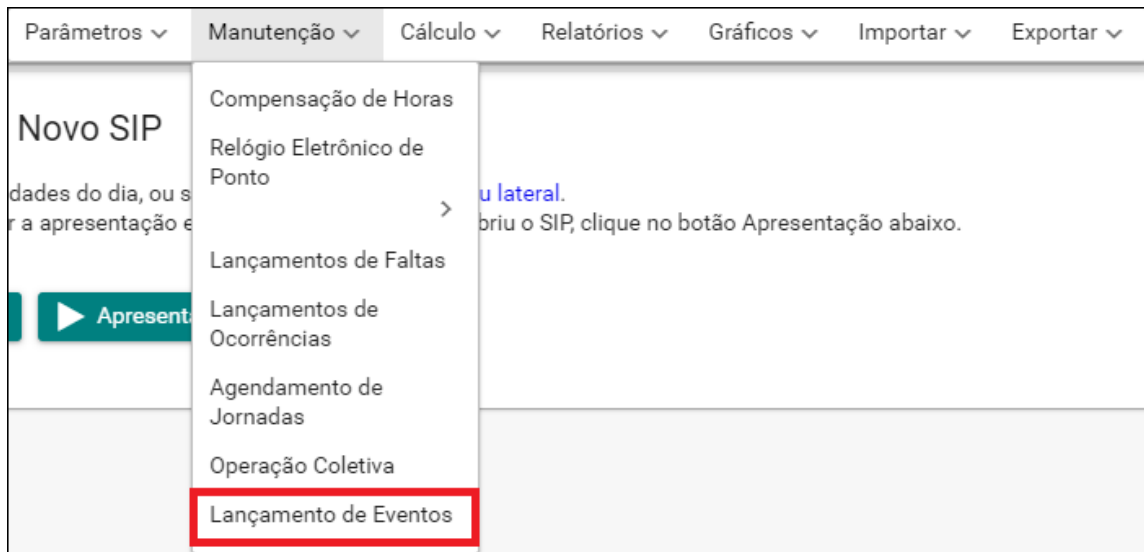 Parâmetros Manutenção Cálculo Relatórios Gráficos Importar Exportar
Novo SIP
Compensação de Horas
Relógio Eletrônico de
Ponto
dades do dia, ou s u lateral.
r a apresentação e briu o SIP, clique no botão Apresentação abaixo.
Lançamentos de Faltas
Apresent
Lançamentos de
Ocorrências
Agendamento de
Jornadas
Operação Coletiva
Lançamento de Eventos